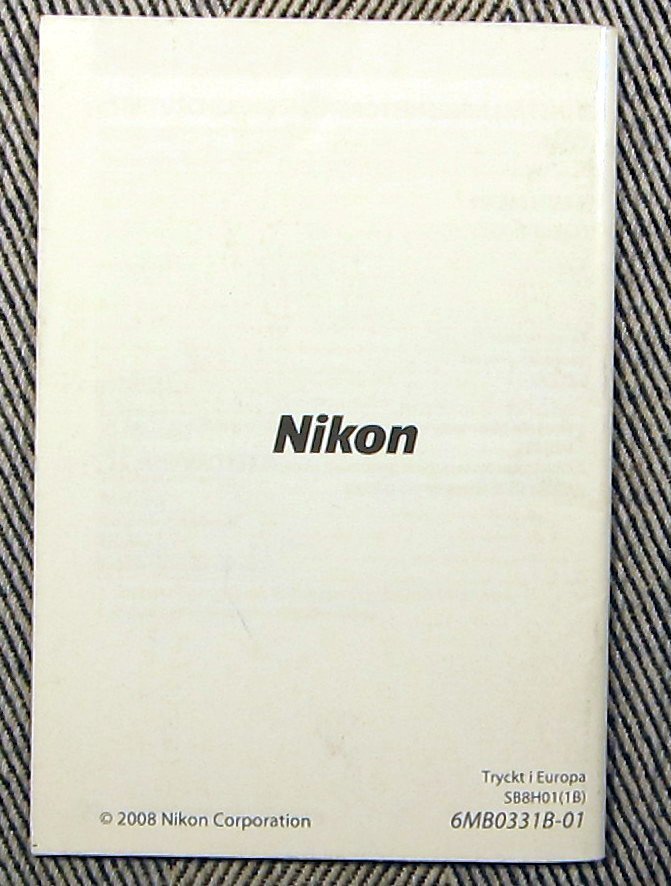 Nikon
Tryckt i Europa
SB8H01(1B)
© 2008 Nikon Corporation 6MB0331B-01